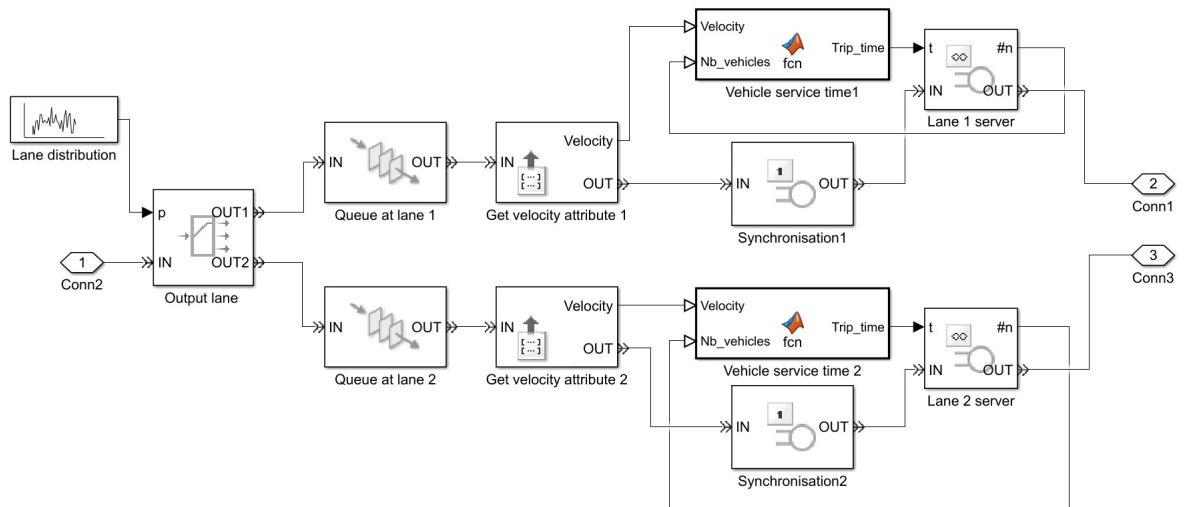 Lane distribution
p
IN
OUT1
OUT2
Output lane
1
Conn2
IN
OUT
Queue at lane 1
IN
Velocity
OUT
Get velocity attribute 1
Velocity
Nb_vehicles
fcn
Trip_time
Vehicle service time1
1
IN
OUT
Synchronisation1
t
#n
∞
IN
OUT
Lane 1 server
2
Conn1
IN
OUT
Queue at lane 2
IN
Velocity
OUT
[...]
[...]
Get velocity attribute 2
Velocity
Nb_vehicles
fcn
Trip_time
Vehicle service time 2
1
IN
OUT
Synchronisation2
t
#n
∞
IN
OUT
Lane 2 server
3
Conn3